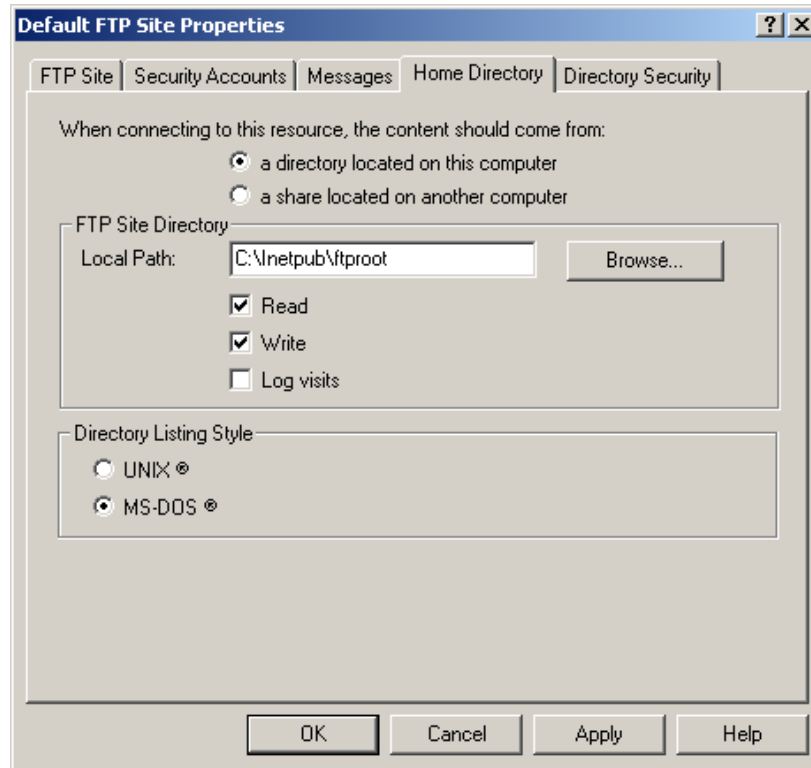 Default FTP Site Properties
FTP Site Security Accounts Messages Home Directory Directory Security
When connecting to this resource, the content should come from:
a directory located on this computer
a share located on another computer
FTP Site Directory
Local Path: C:\Inetpub\ftproot Browse...
Read
Write
Log visits
Directory Listing Style
UNIX ®
MS-DOS ®
OK Cancel Apply Help